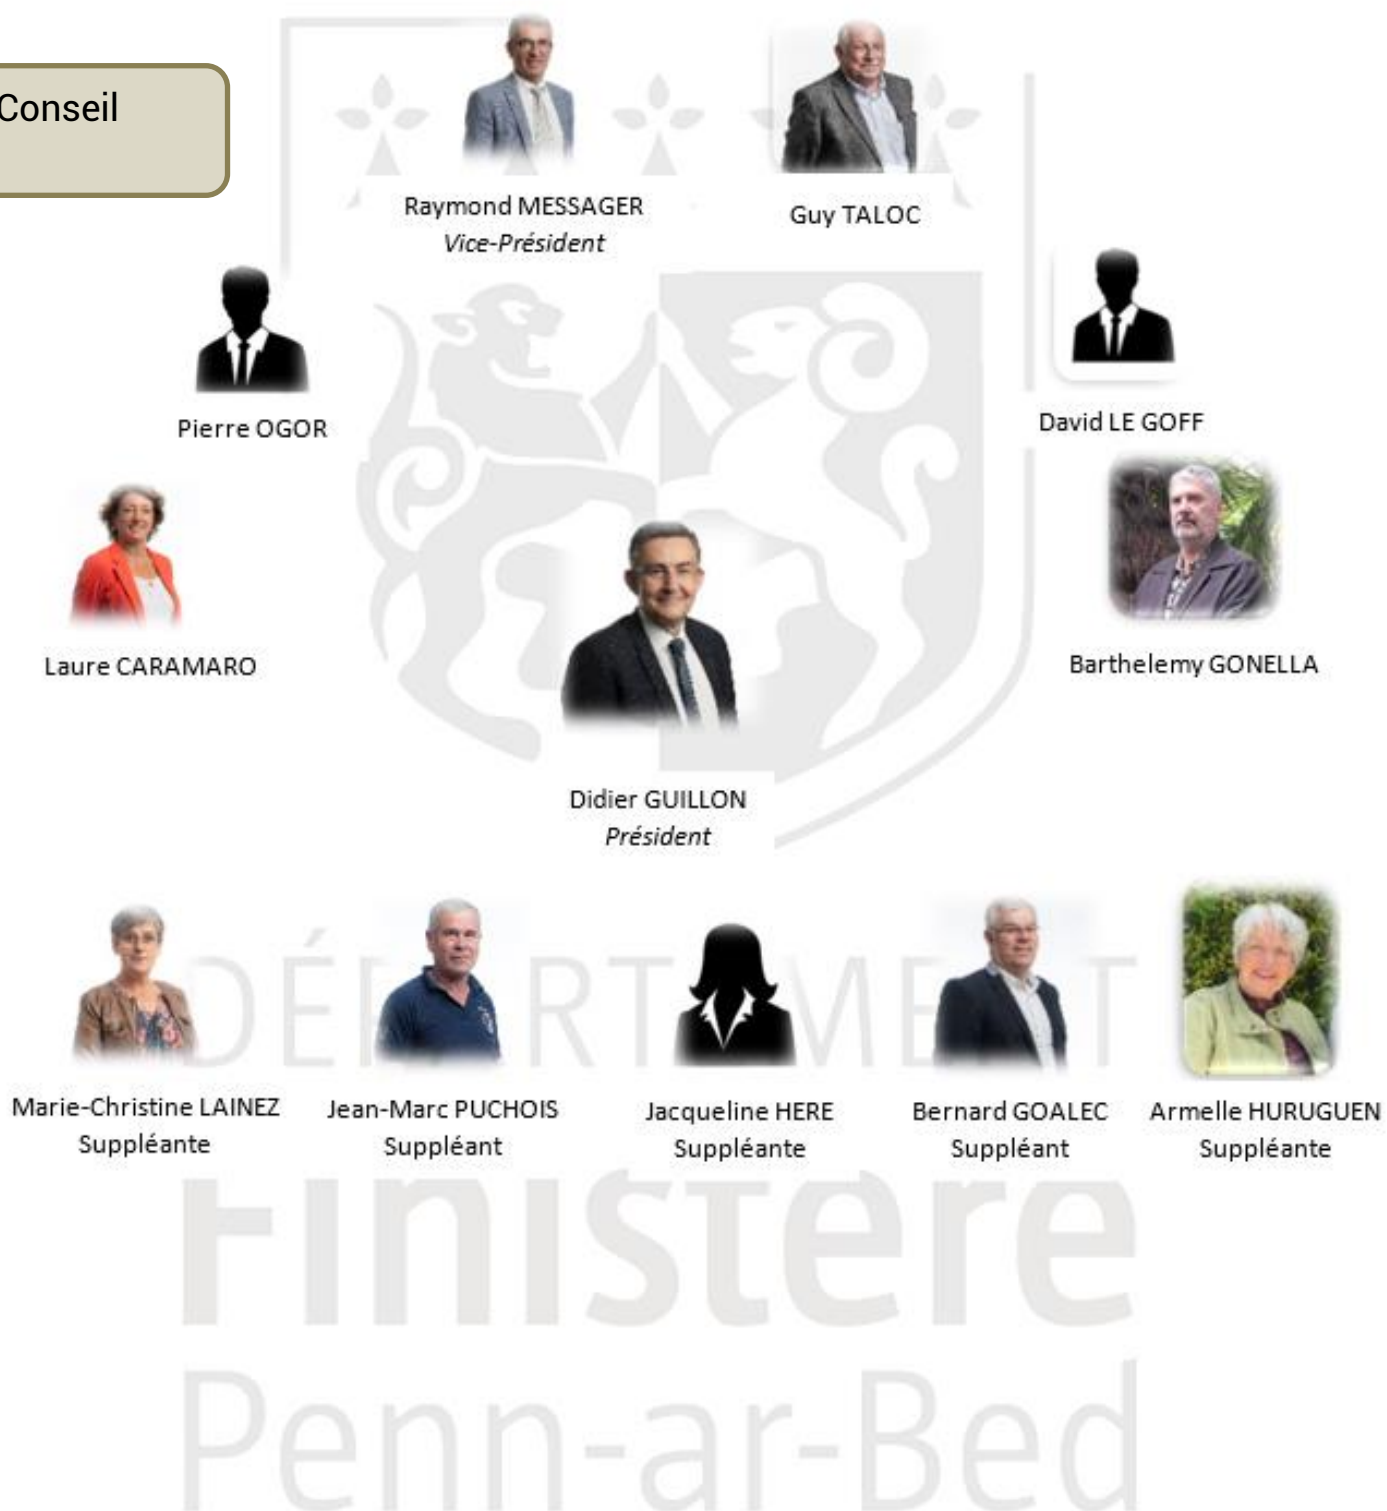 Conseil
Raymond MESSAGER
Vice-Président
Guy TALOC
Pierre OGOR
David LE GOFF
Laure CARAMARO
Barthelemy GONELLA
Didier GUILLON
Président
Marie-Christine LAINEZ
Suppléante
Jean-Marc PUCHOIS
Suppléant
Jacqueline HERE
Suppléante
Bernard GOALEC
Suppléant
Armelle HURUGUEN
Suppléante
DÉPARTEMENT
Finistère
Penn-ar-Bed